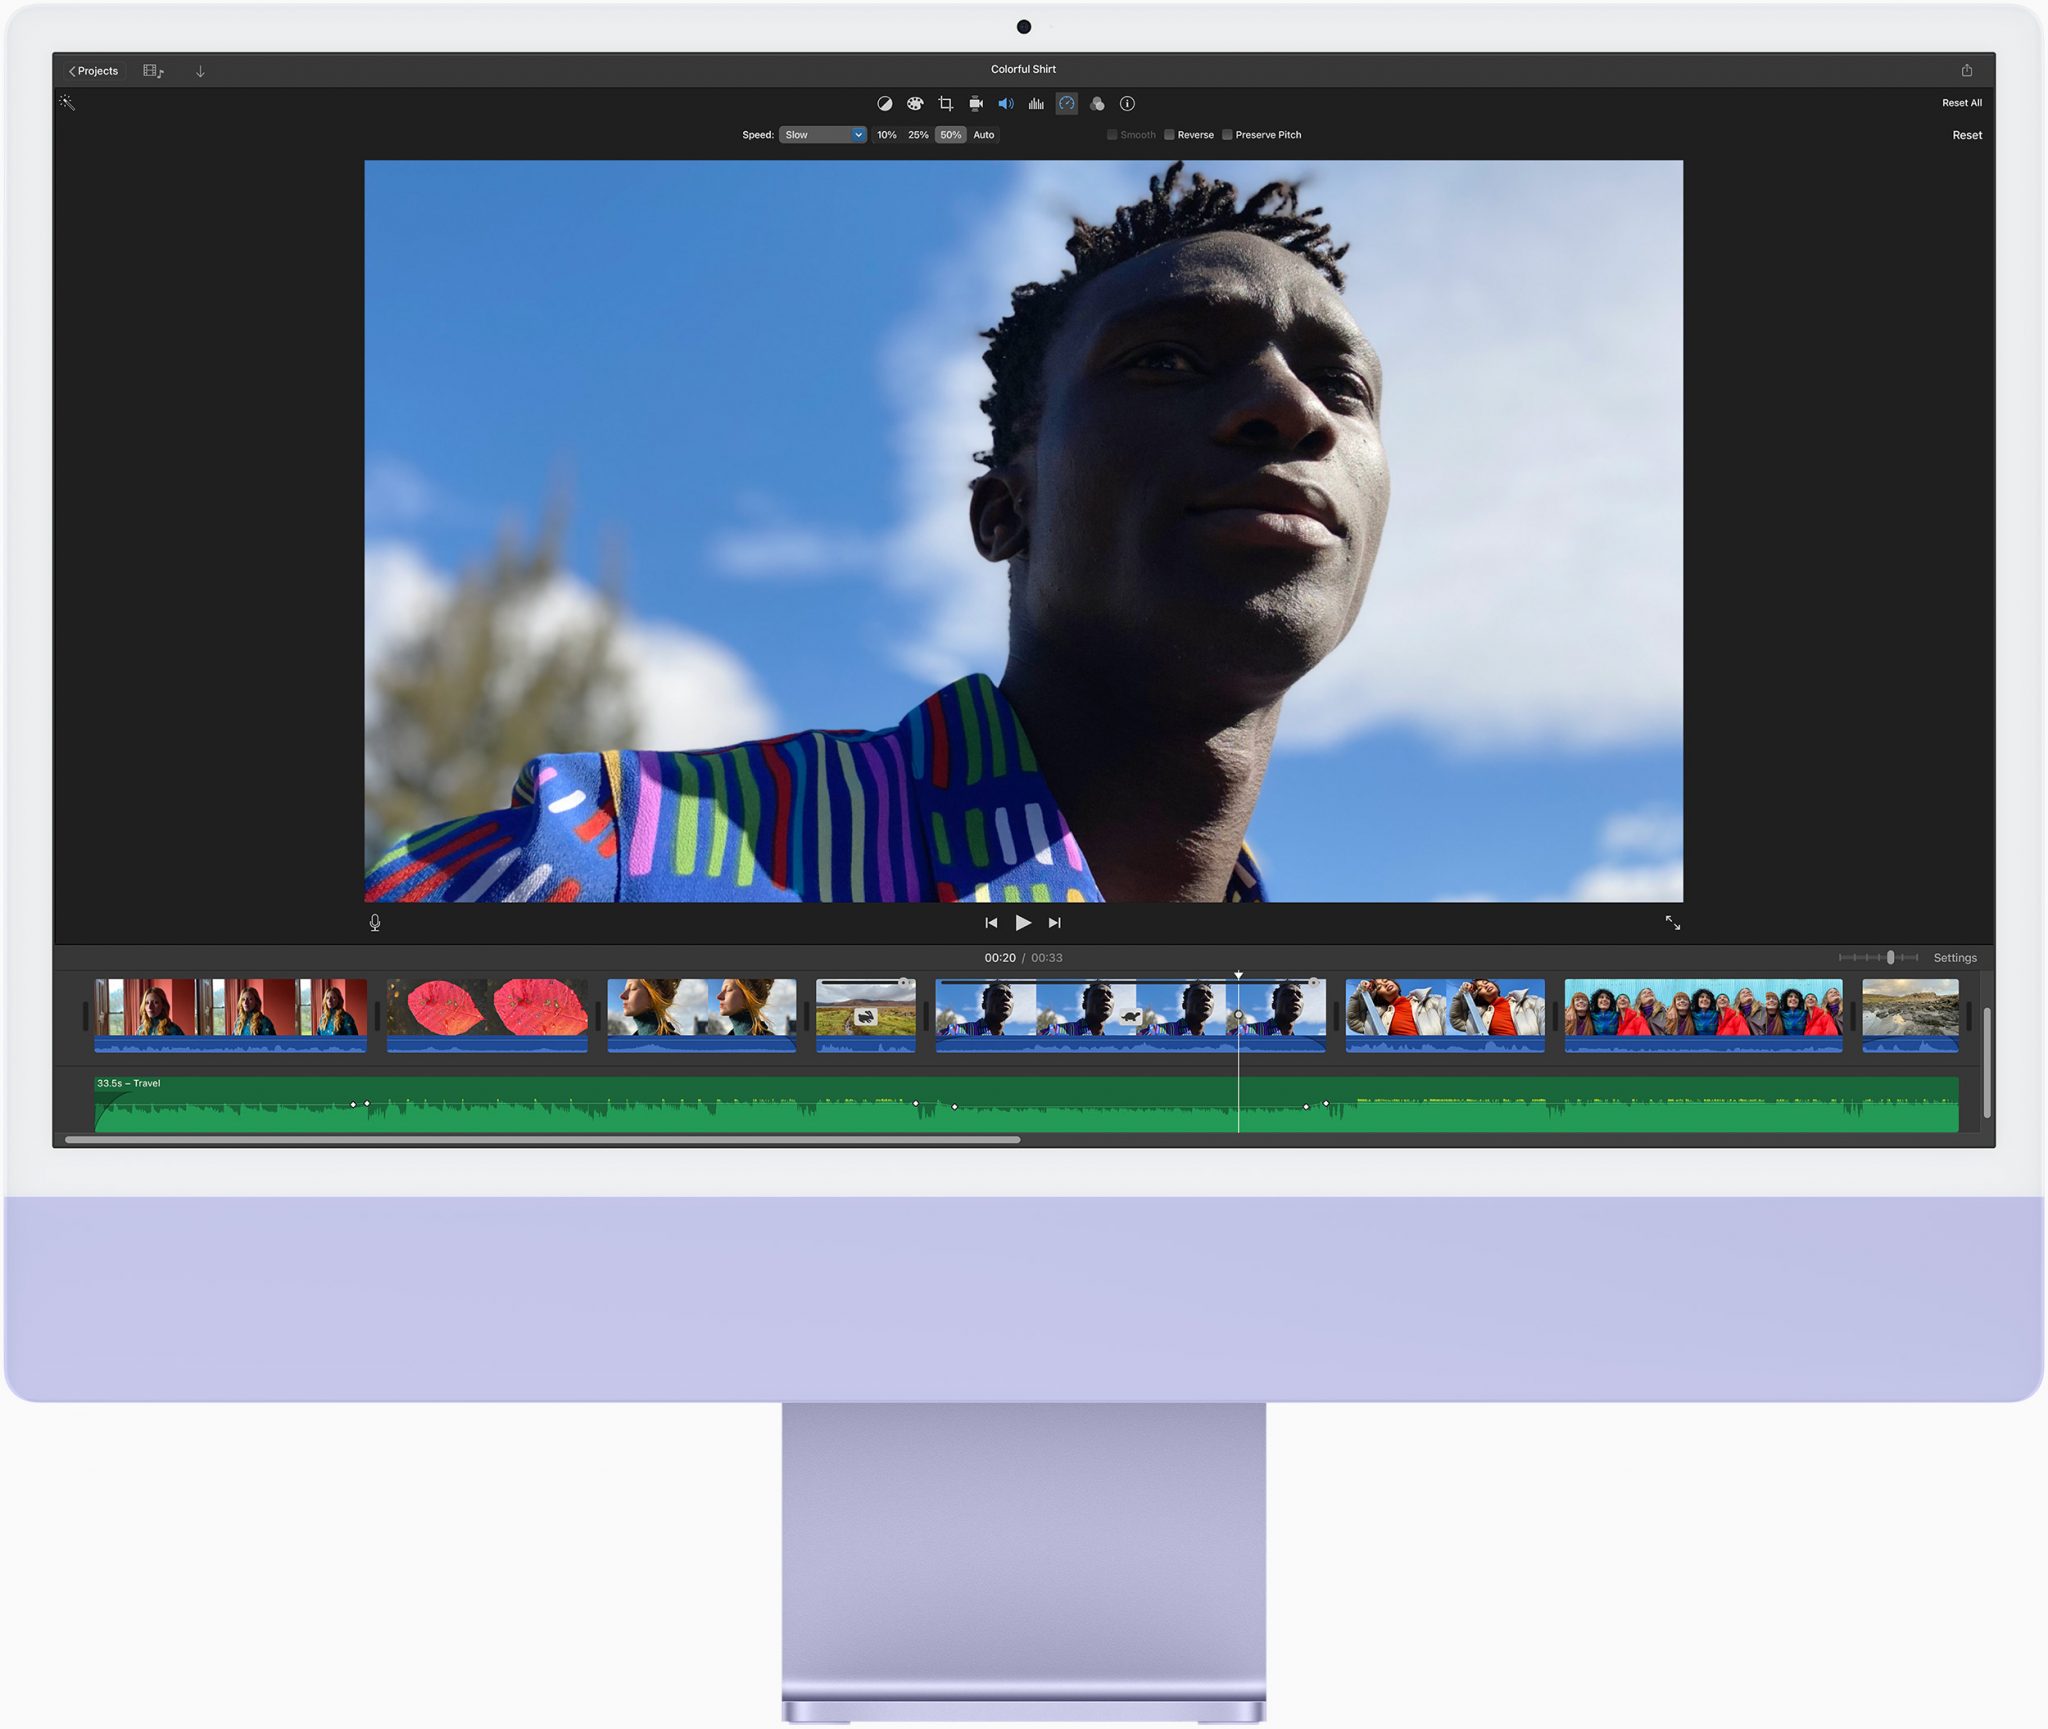 Projects
Colorful Shirt
Reset All
Speed: Slow 10% 25% 50% Auto Smooth Reverse Preserve Pitch Reset
00:20 / 00:33
Settings
33.5s – Travel